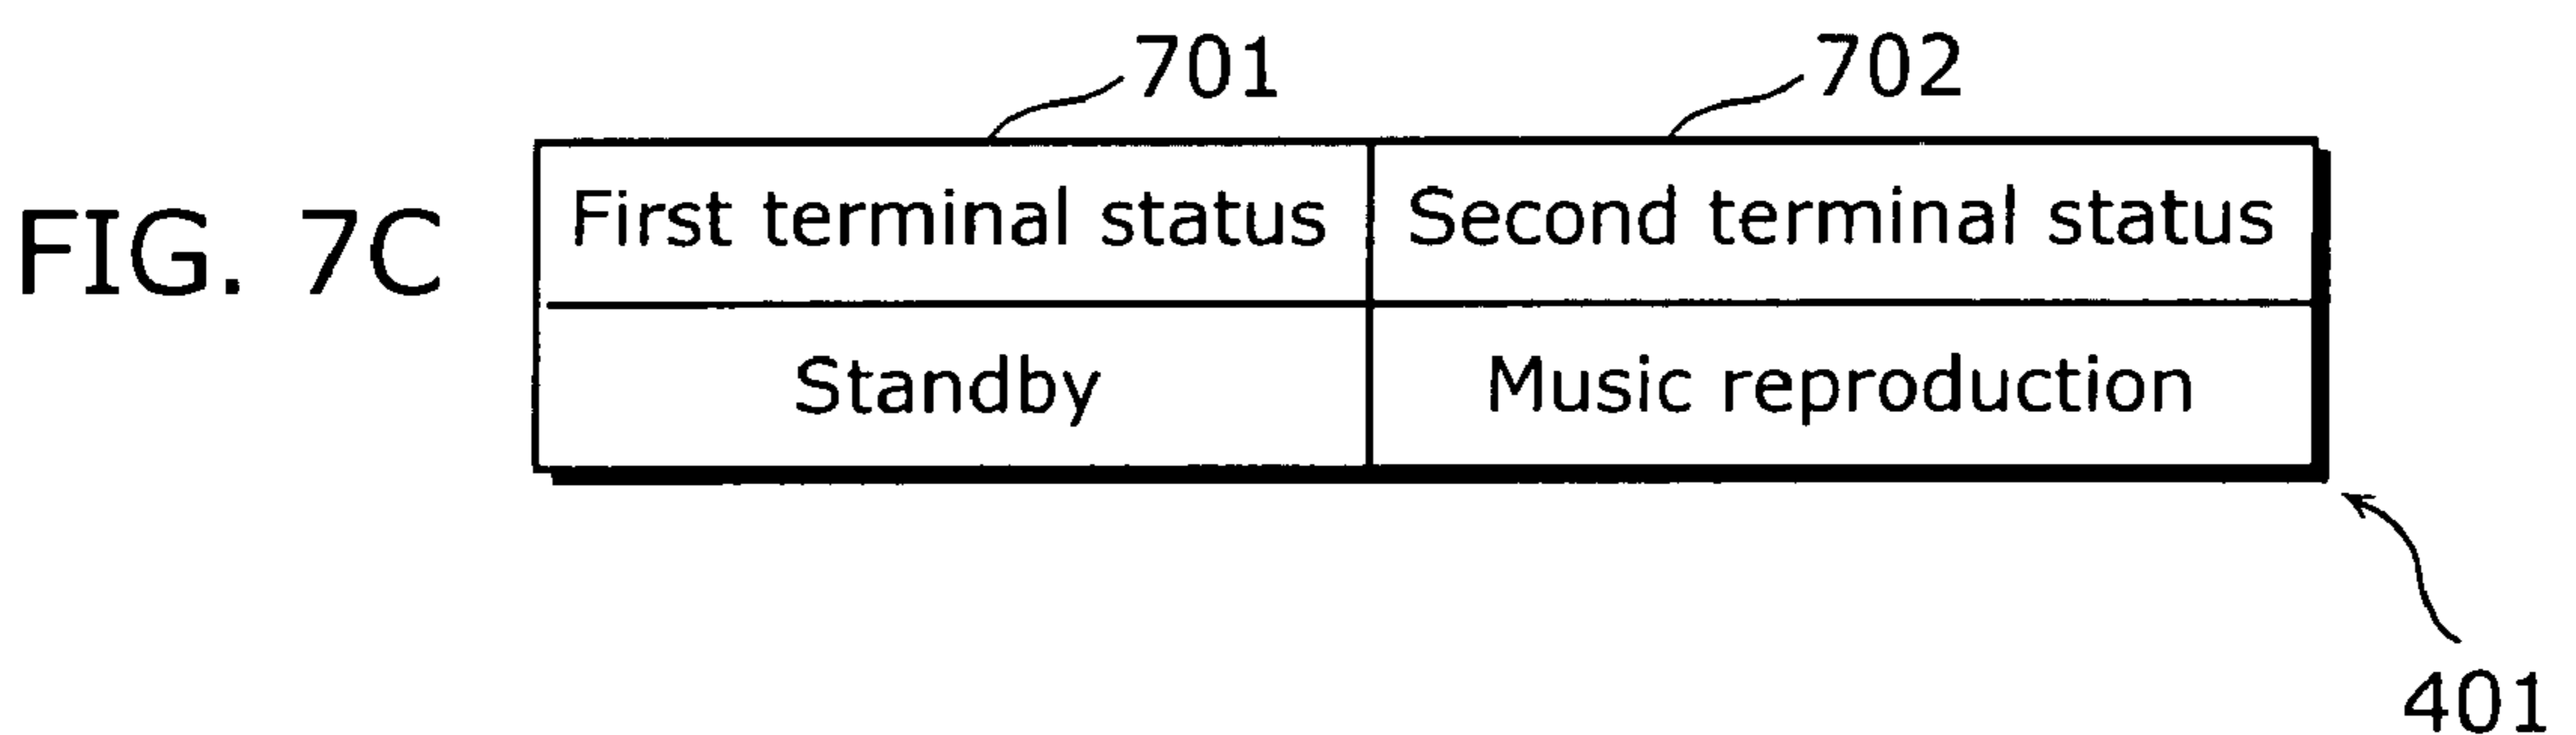 701 702
FIG. 7C
First terminal status Second terminal status
Standby Music reproduction
401